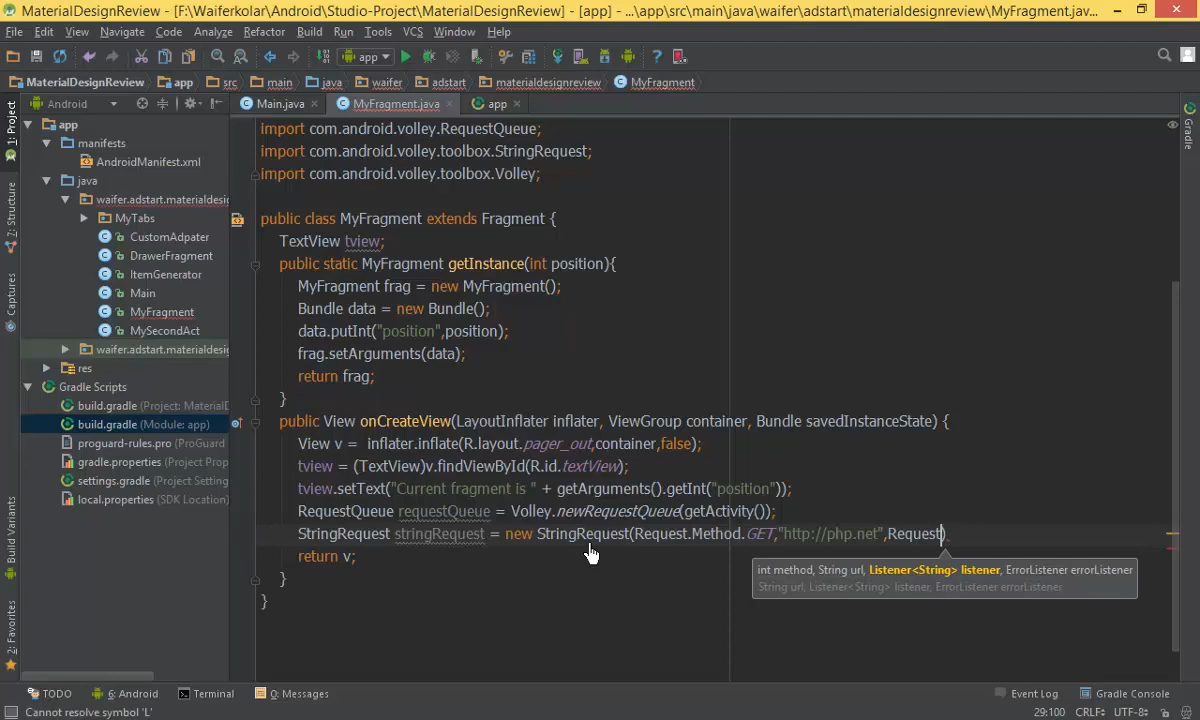 MaterialDesignReview - [F:\Waiferkolar\Android\Studio-Project\MaterialDesignReview] - [app] - ...\app\src\main\java\waifer\adstart\materialdesignreview\MyFragment.jav...
File Edit View Navigate Code Analyze Refactor Build Run Tools VCS Window Help
app
MaterialDesignReview app src main java waifer adstart materialdesignreview MyFragment
Android Main.java MyFragment.java app
1: Project
7: Structure
Captures
Build Variants
2: Favorites
Gradle
app
manifests
AndroidManifest.xml
java
waifer.adstart.materialdesi
MyTabs
CustomAdpater
DrawerFragment
ItemGenerator
Main
MyFragment
MySecondAct
waifer.adstart.materialdesi
res
Gradle Scripts
build.gradle (Project: Material
build.gradle (Module: app)
proguard-rules.pro (ProGuard
gradle.properties (Project Prop
settings.gradle (Project Setting
local.properties (SDK Location)
import com.android.volley.RequestQueue;
import com.android.volley.toolbox.StringRequest;
import com.android.volley.toolbox.Volley;
public class MyFragment extends Fragment {
TextView tview;
public static MyFragment getInstance(int position){
MyFragment frag = new MyFragment();
Bundle data = new Bundle();
data.putInt("position",position);
frag.setArguments(data);
return frag;
}
public View onCreateView(LayoutInflater inflater, ViewGroup container, Bundle savedInstanceState) {
View v = inflater.inflate(R.layout.pager_out,container,false);
tview = (TextView)v.findViewById(R.id.textView);
tview.setText("Current fragment is " + getArguments().getInt("position"));
RequestQueue requestQueue = Volley.newRequestQueue(getActivity());
StringRequest stringRequest = new StringRequest(Request.Method.GET,"http://php.net",Request)
return v;
}
}
int method, String url, Listener<String> listener, ErrorListener errorListener
String url, Listener<String> listener, ErrorListener errorListener
TODO 6: Android Terminal 0: Messages Event Log Gradle Console
Cannot resolve symbol 'L' 29:100 CRLF UTF-8